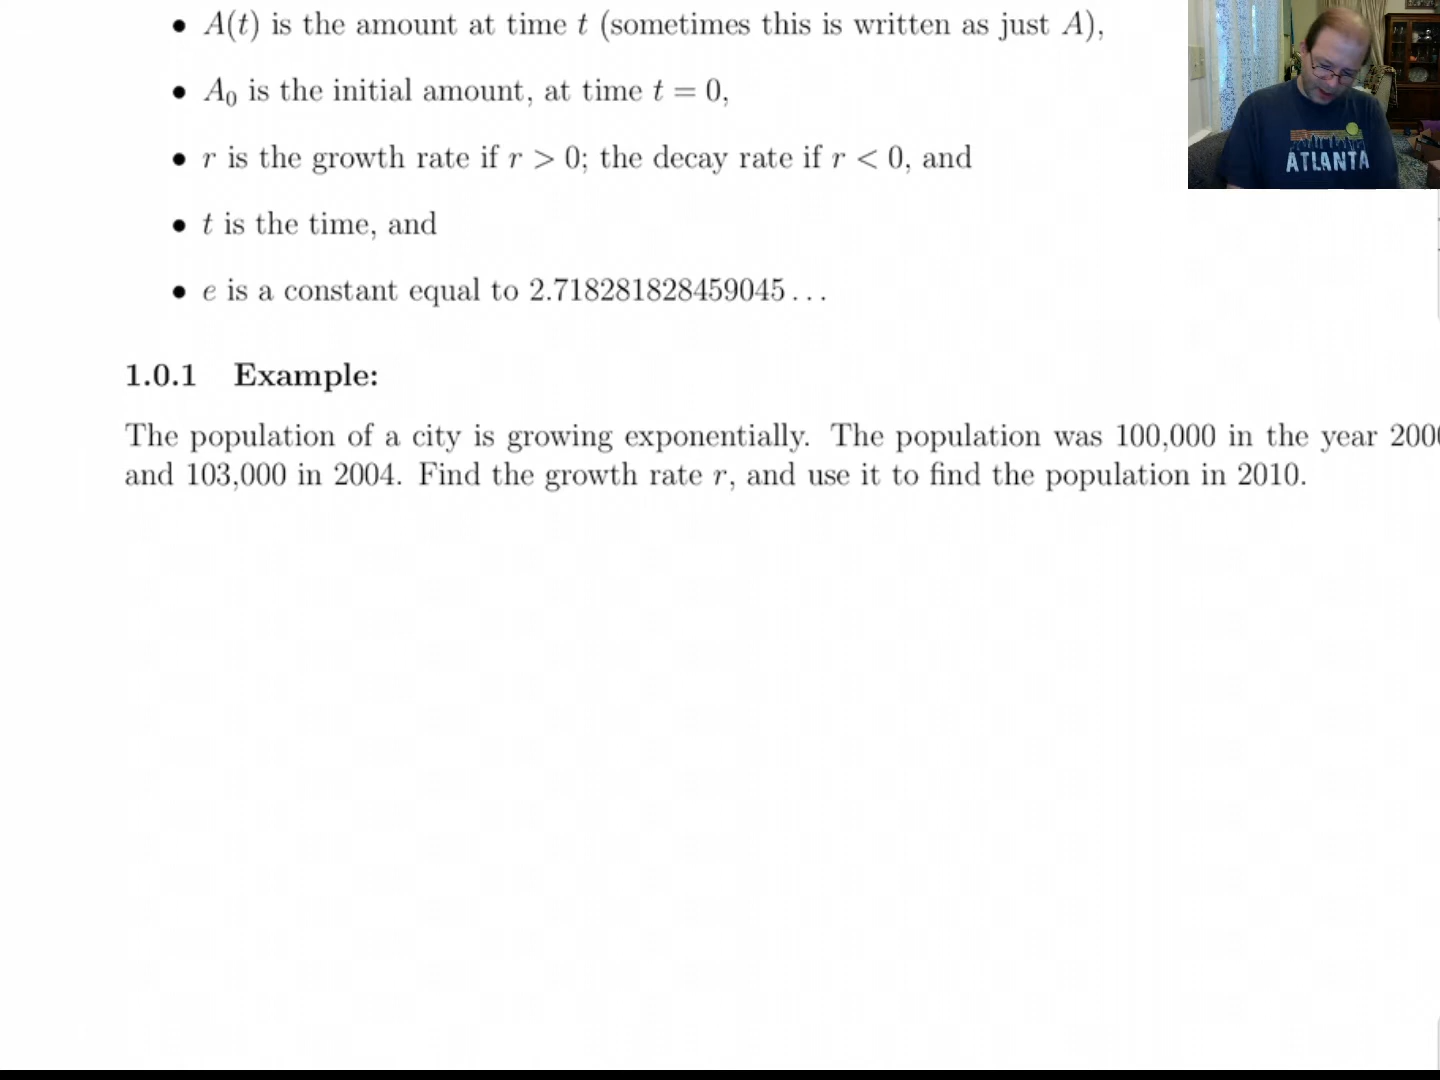 • A(t) is the amount at time t (sometimes this is written as just A),
• A₀ is the initial amount, at time t = 0,
• r is the growth rate if r > 0; the decay rate if r < 0, and
• t is the time, and
• e is a constant equal to 2.718281828459045...
ATLANTA
1.0.1 Example:
The population of a city is growing exponentially. The population was 100,000 in the year
and 103,000 in 2004. Find the growth rate r, and use it to find the population in 2010.